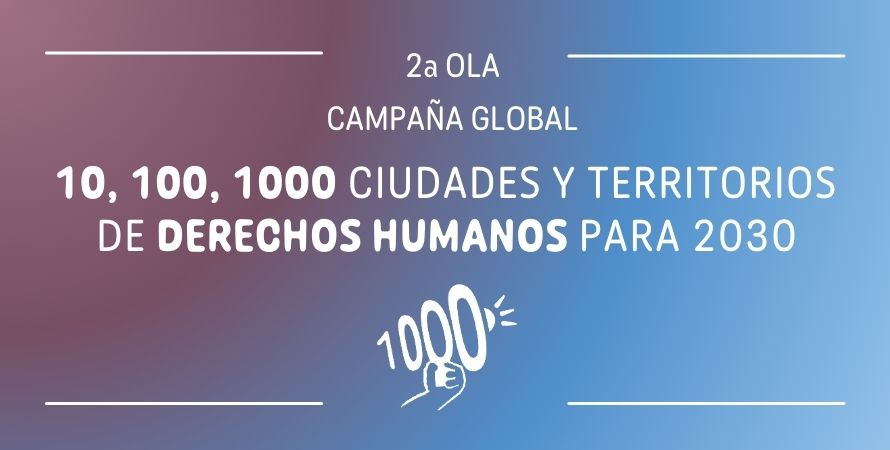 2a OLA
CAMPAÑA GLOBAL
10, 100, 1000 CIUDADES Y TERRITORIOS
DE DERECHOS HUMANOS PARA 2030
1000